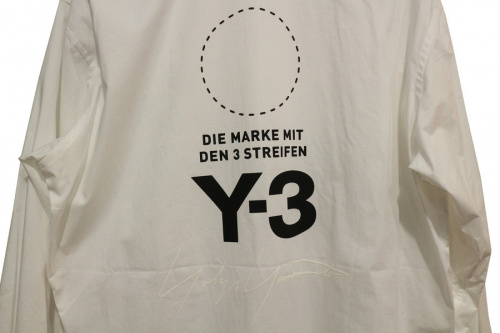 DIE MARKE MIT
DEN 3 STREIFEN
Y-3